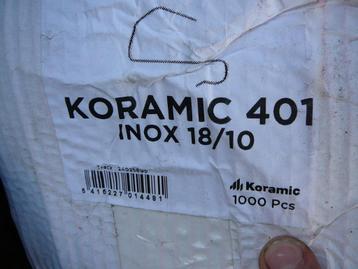 KORAMIC 401
INOX 18/10
5 416227 014481
Koramic
1000 Pcs